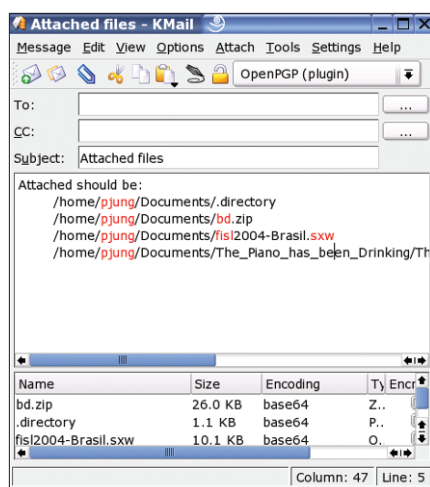 Attached files - KMail
Message Edit View Options Attach Tools Settings Help
OpenPGP (plugin)
To:
...
CC:
...
Subject: Attached files
Attached should be:
/home/pjung/Documents/.directory
/home/pjung/Documents/bd.zip
/home/pjung/Documents/fisl2004-Brasil.sxw
/home/pjung/Documents/The_Piano_has_been_Drinking/Th
Name Size Encoding Ty Encr
bd.zip 26.0 KB base64 Z..
.directory 1.1 KB base64 P..
fisl2004-Brasil.sxw 10.1 KB base64 O.
Column: 47 Line: 5